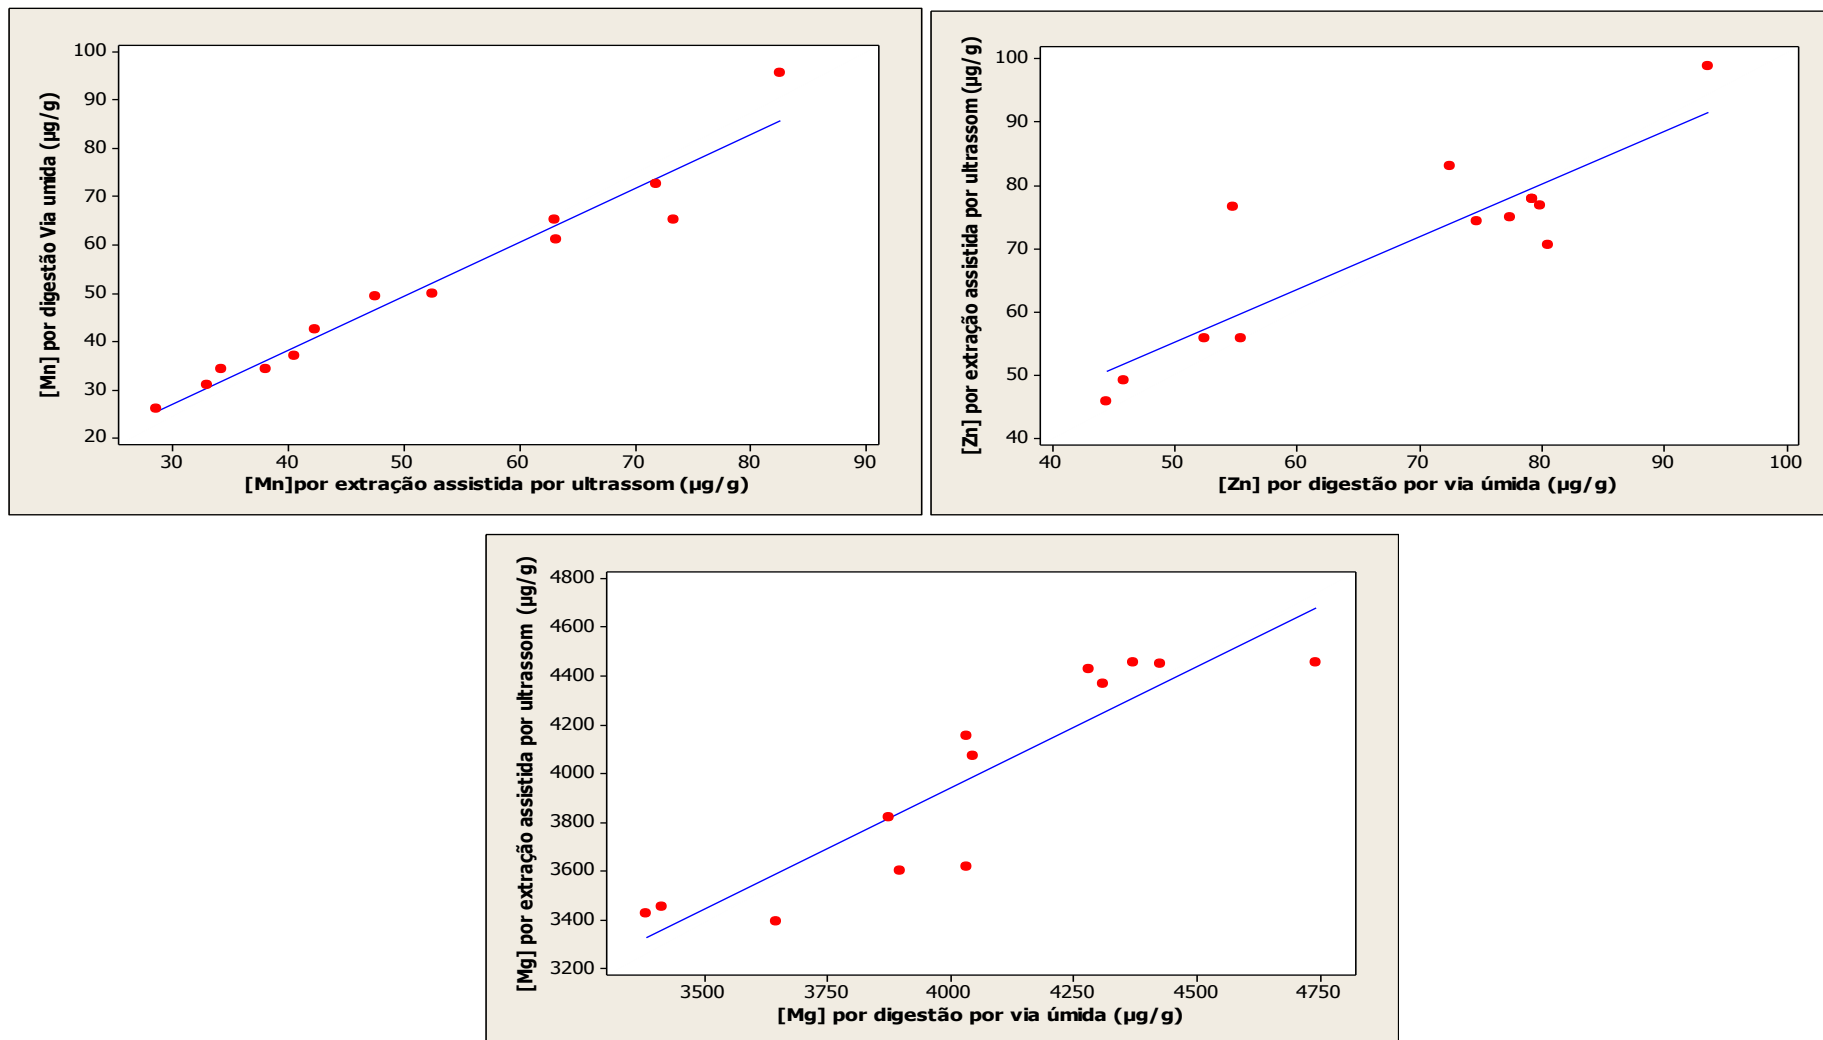 [Mn] por digestão Via umida (µg/g)
100
90
80
70
60
50
40
30
20
30 40 50 60 70 80 90
[Mn]por extração assistida por ultrassom (µg/g)
[Zn] por extração assistida por ultrassom (µg/g)
100
90
80
70
60
50
40
40 50 60 70 80 90 100
[Zn] por digestão por via úmida (µg/g)
[Mg] por extração assistida por ultrassom (µg/g)
4800
4600
4400
4200
4000
3800
3600
3400
3200
3500 3750 4000 4250 4500 4750
[Mg] por digestão por via úmida (µg/g)